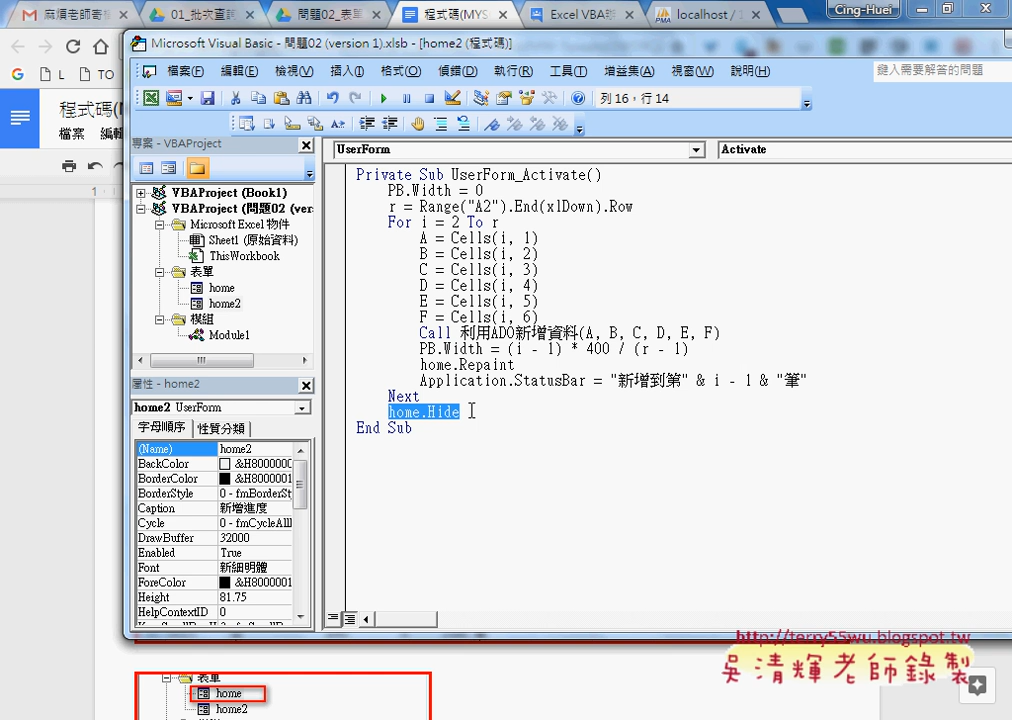 Cing-Huei
麻煩老師寄
01_批次查詢
問題02_表單
程式碼(MYS
Excel VBA
localhost / 1
Microsoft Visual Basic - 問題02 (version 1).xlsb - [home2 (程式碼)]
檔案(F) 編輯(E) 檢視(V) 插入(I) 格式(O) 偵錯(D) 執行(R) 工具(T) 增益集(A) 視窗(W) 說明(H)
鍵入需要解答的問題
列 16，行 14
L
TO
檔案
專案 - VBAProject
VBAProject (Book1)
VBAProject (問題02 (ver
Microsoft Excel 物件
Sheet1 (原始資料)
ThisWorkbook
表單
home
home2
模組
Module1
屬性 - home2
home2 UserForm
字母順序 性質分類
(Name) home2
BackColor &H8000000
BorderColor &H8000001
BorderStyle 0 - fmBorderSt
Caption 新增進度
Cycle 0 - fmCycleAll
DrawBuffer 32000
Enabled True
Font 新細明體
ForeColor &H8000001
Height 81.75
HelpContextID 0
UserForm
Activate
Private Sub UserForm_Activate()
PB.Width = 0
r = Range("A2").End(xlDown).Row
For i = 2 To r
A = Cells(i, 1)
B = Cells(i, 2)
C = Cells(i, 3)
D = Cells(i, 4)
E = Cells(i, 5)
F = Cells(i, 6)
Call 利用ADO新增資料(A, B, C, D, E, F)
PB.Width = (i - 1) * 400 / (r - 1)
home.Repaint
Application.StatusBar = "新增到第" & i - 1 & "筆"
Next
home.Hide
End Sub
http://terry55wu.blogspot.tw
吳清輝老師錄製
表單
home
home2